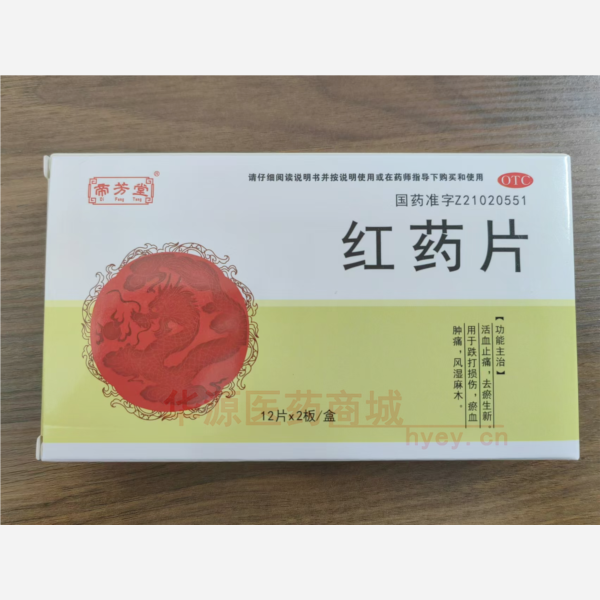 帝芳堂®
Di Fang Tang
请仔细阅读说明书并按说明使用或在药师指导下购买和使用
OTC
国药准字Z21020551
红药片
【功能主治】
活血止痛，去瘀生新。
用于跌打损伤，瘀血
肿痛，风湿麻木。
12片x2板/盒
华源医药商城
hyey.cn